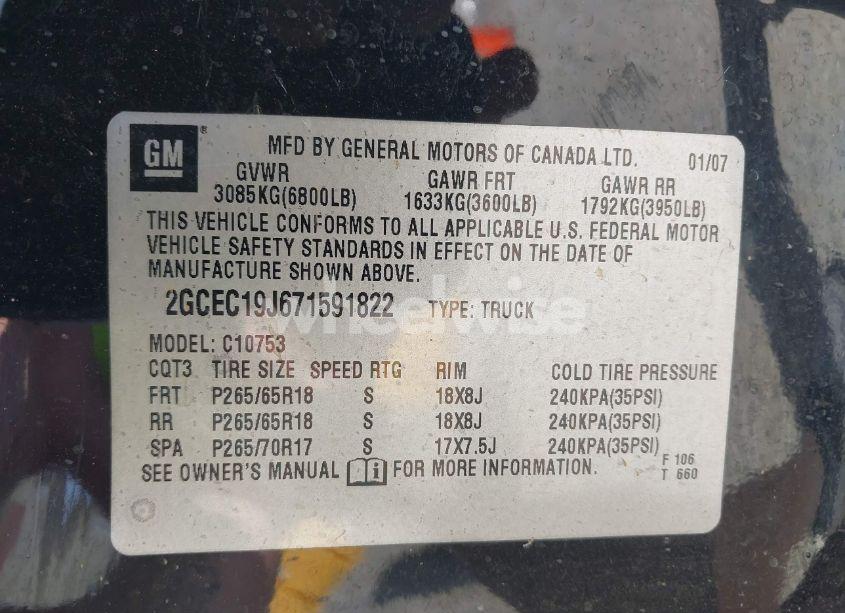 GM ®
MFD BY GENERAL MOTORS OF CANADA LTD. 01/07
GVWR GAWR FRT GAWR RR
3085KG(6800LB) 1633KG(3600LB) 1792KG(3950LB)
THIS VEHICLE CONFORMS TO ALL APPLICABLE U.S. FEDERAL MOTOR
VEHICLE SAFETY STANDARDS IN EFFECT ON THE DATE OF
MANUFACTURE SHOWN ABOVE.
2GCEC19J671591822 TYPE: TRUCK
wheelwise
MODEL: C10753
CQT3 TIRE SIZE SPEED RTG RIM COLD TIRE PRESSURE
FRT P265/65R18 S 18X8J 240KPA(35PSI)
RR P265/65R18 S 18X8J 240KPA(35PSI)
SPA P265/70R17 S 17X7.5J 240KPA(35PSI)
SEE OWNER'S MANUAL i FOR MORE INFORMATION. F 106
T 660